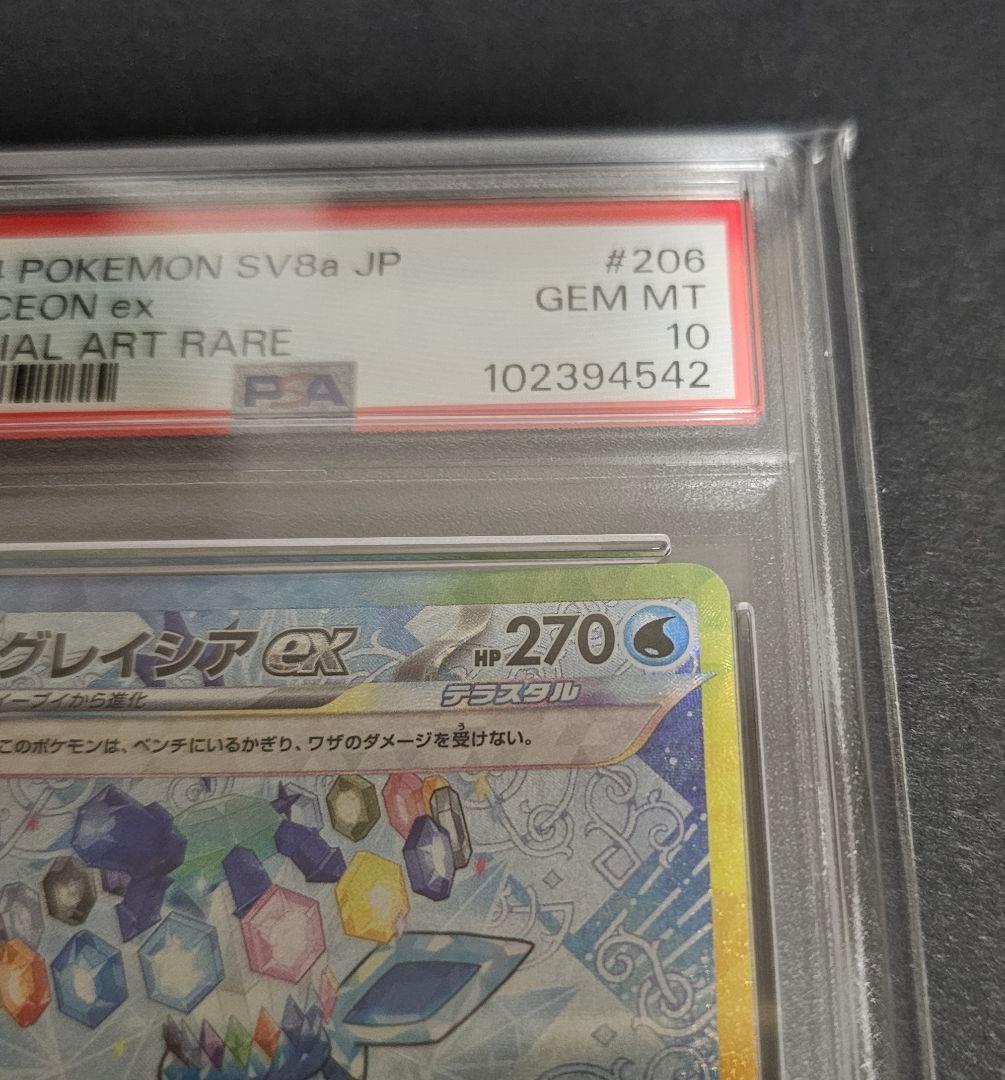 POKEMON SV8a JP #206
CEON ex GEM MT
IAL ART RARE 10
PSA 102394542
グレイシア ex HP 270
イーブイから進化 テラスタル
このポケモンは、ベンチにいるかぎり、ワザのダメージを受けない。